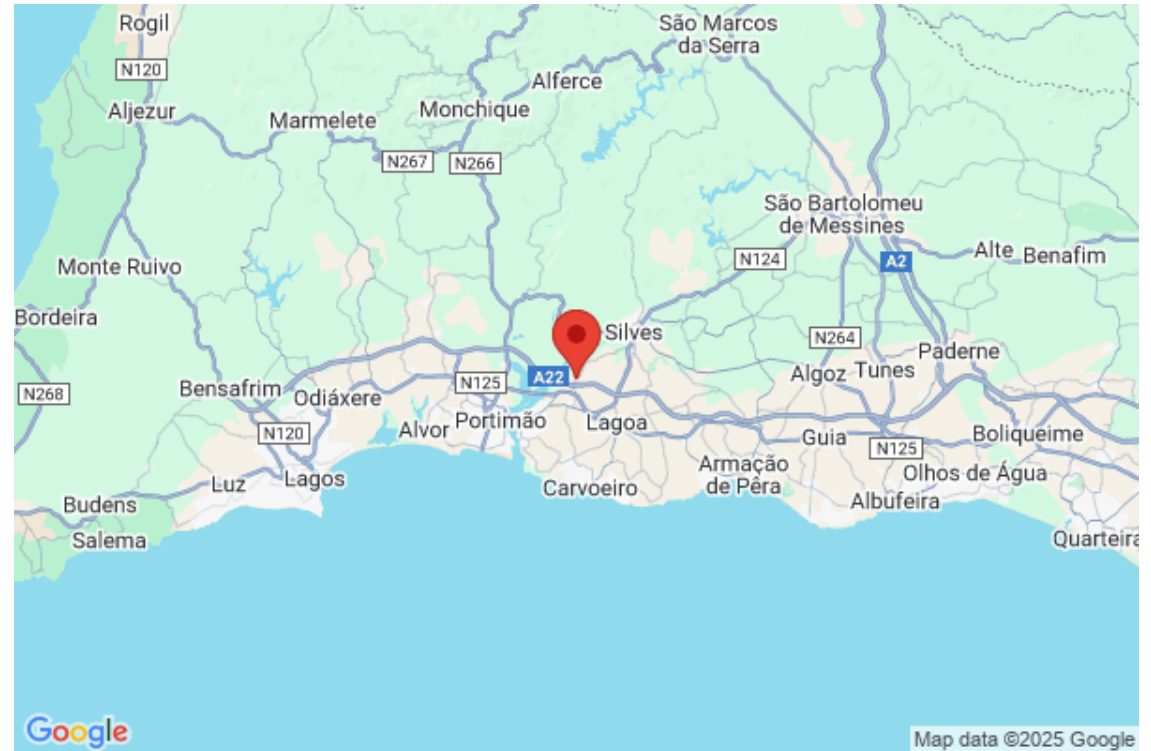 Rogil
São Marcos
da Serra
N120
Alferce
Aljezur
Marmelete
Monchique
N267
N266
São Bartolomeu
de Messines
Monte Ruivo
N124
A2
Alte
Benafim
Bordeira
Silves
N264
Paderne
N268
Bensafrim
Odiáxere
N125
A22
Algoz
Tunes
N120
Alvor
Portimão
Lagoa
Guia
N125
Boliqueime
Luz
Lagos
Carvoeiro
Armação
de Pêra
Olhos de Água
Albufeira
Budens
Salema
Quarteira
Google
Map data ©2025 Google